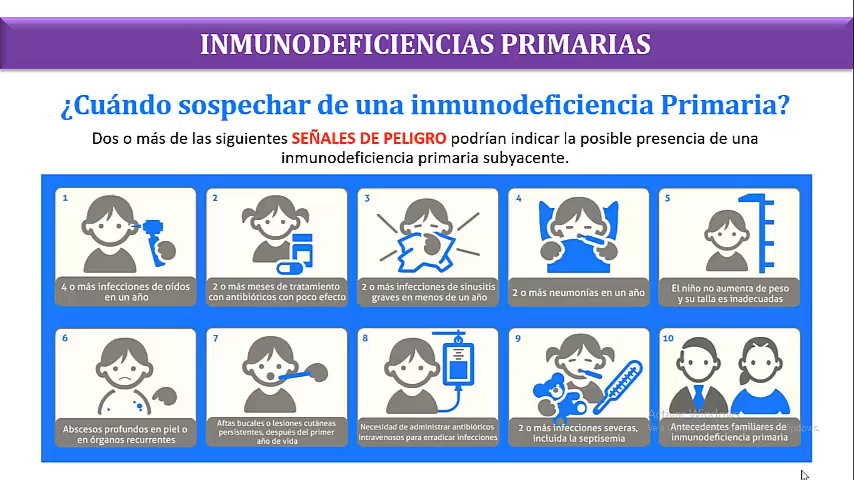 INMUNODEFICIENCIAS PRIMARIAS
¿Cuándo sospechar de una inmunodeficiencia Primaria?
Dos o más de las siguientes SEÑALES DE PELIGRO podrían indicar la posible presencia de una
inmunodeficiencia primaria subyacente.
1
4 o más infecciones de oídos
en un año
2
2 o más meses de tratamiento
con antibióticos con poco efecto
3
2 o más infecciones de sinusitis
graves en menos de un año
4
2 o más neumonías en un año
5
El niño no aumenta de peso
y su talla es inadecuadas
6
Abscesos profundos en piel o
en órganos recurrentes
7
Aftas bucales o lesiones cutáneas
persistentes, después del primer
año de vida
8
Necesidad de administrar antibióticos
intravenosos para erradicar infecciones
9
2 o más infecciones severas,
incluida la septisemia
10
Antecedentes familiares de
inmunodeficiencia primaria
Activar Windows